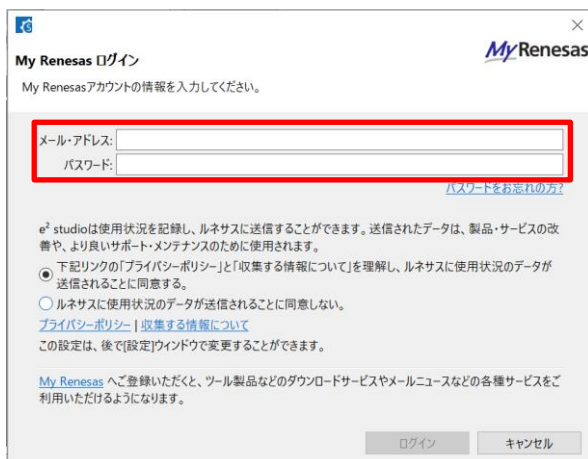 My Renesas ログイン
MyRenesas
My Renesasアカウントの情報を入力してください。
メール・アドレス:
パスワード:
パスワードをお忘れの方?
e² studioは使用状況を記録し、ルネサスに送信することができます。送信されたデータは、製品・サービスの改
善や、より良いサポート・メンテナンスのために使用されます。
下記リンクの「プライバシーポリシー」と「収集する情報について」を理解し、ルネサスに使用状況のデータが
送信されることに同意する。
ルネサスに使用状況のデータが送信されることに同意しない。
プライバシーポリシー | 収集する情報について
この設定は、後で[設定]ウィンドウで変更することができます。
My Renesas へご登録いただくと、ツール製品などのダウンロードサービスやメールニュースなどの各種サービスをご
利用いただけるようになります。
ログイン
キャンセル